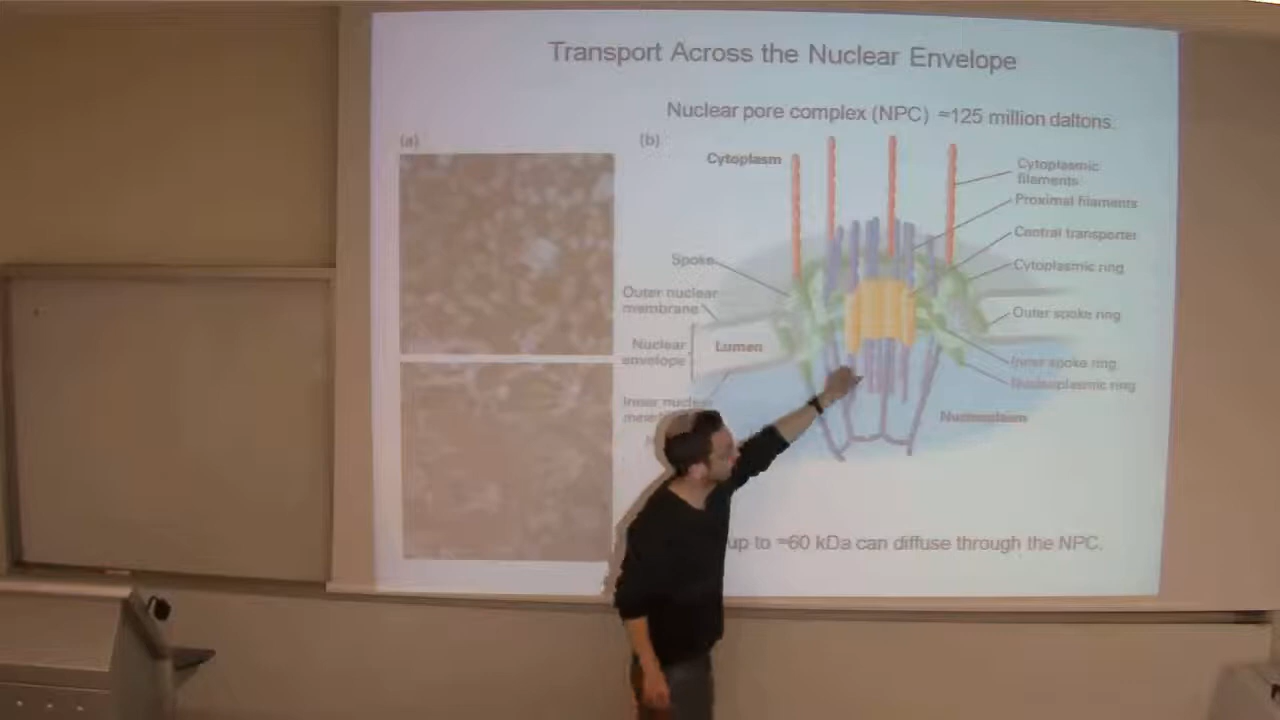 Transport Across the Nuclear Envelope
Nuclear pore complex (NPC) ≈125 million daltons.
(a)
(b)
Cytoplasm
Cytoplasmic
filaments
Proximal filaments
Central transporter
Spoke
Cytoplasmic ring
Outer nuclear
membrane
Outer spoke ring
Nuclear
envelope
Lumen
Inner spoke ring
Nucleoplasmic ring
Inner nuclear
Nucleoplasm
up to ≈60 kDa can diffuse through the NPC.